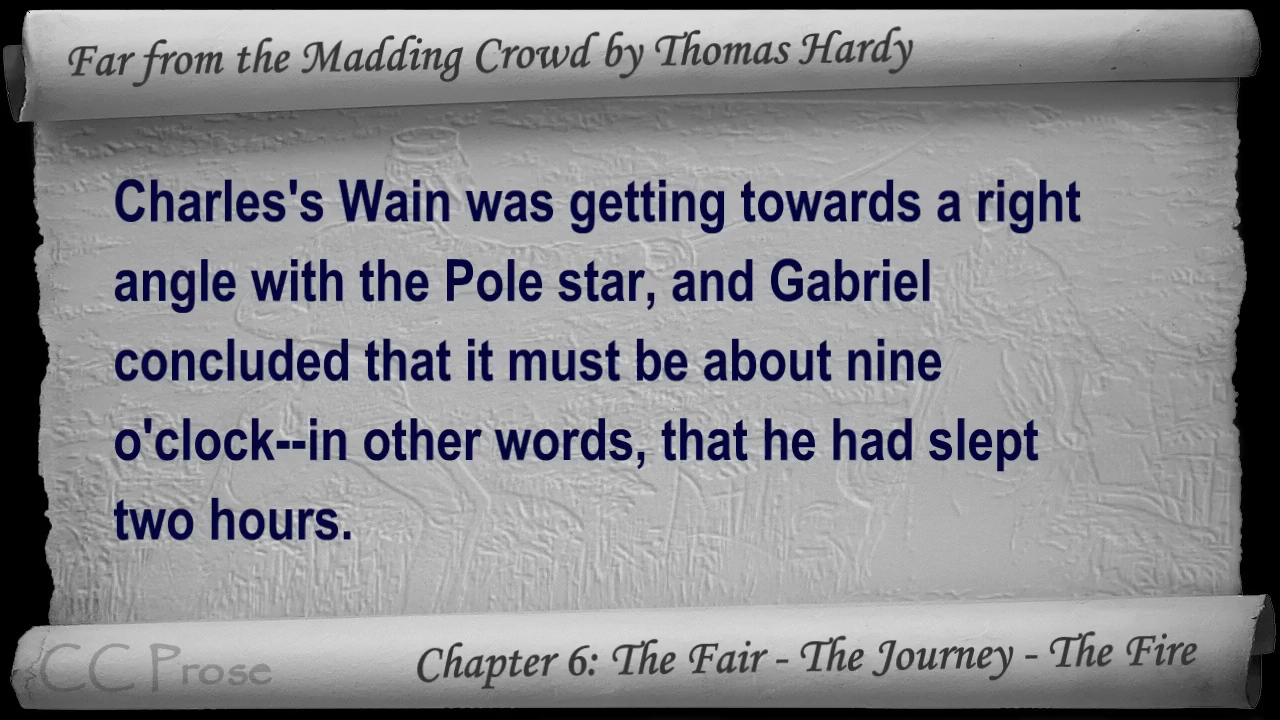 Far from the Madding Crowd by Thomas Hardy
Charles's Wain was getting towards a right
angle with the Pole star, and Gabriel
concluded that it must be about nine
o'clock--in other words, that he had slept
two hours.
CC Prose
Chapter 6: The Fair - The Journey - The Fire